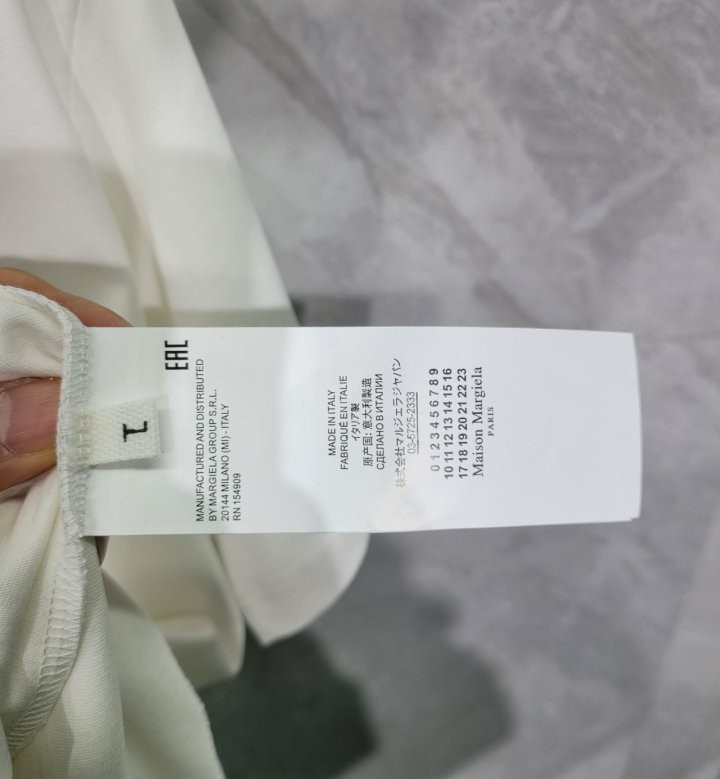 L
EAC
MANUFACTURED AND DISTRIBUTED
BY MARGIELA GROUP S.R.L.
20144 MILANO (MI) - ITALY
RN 154909
MADE IN ITALY
FABRIQUÉ EN ITALIE
イタリア製
原产国: 意大利製造
СДЕЛАНО В ИТАЛИИ
株式会社マルジェラジャパン
03-5725-2333
0 1 2 3 4 5 6 7 8 9
10 11 12 13 14 15 16
17 18 19 20 21 22 23
Maison Margiela
PARIS